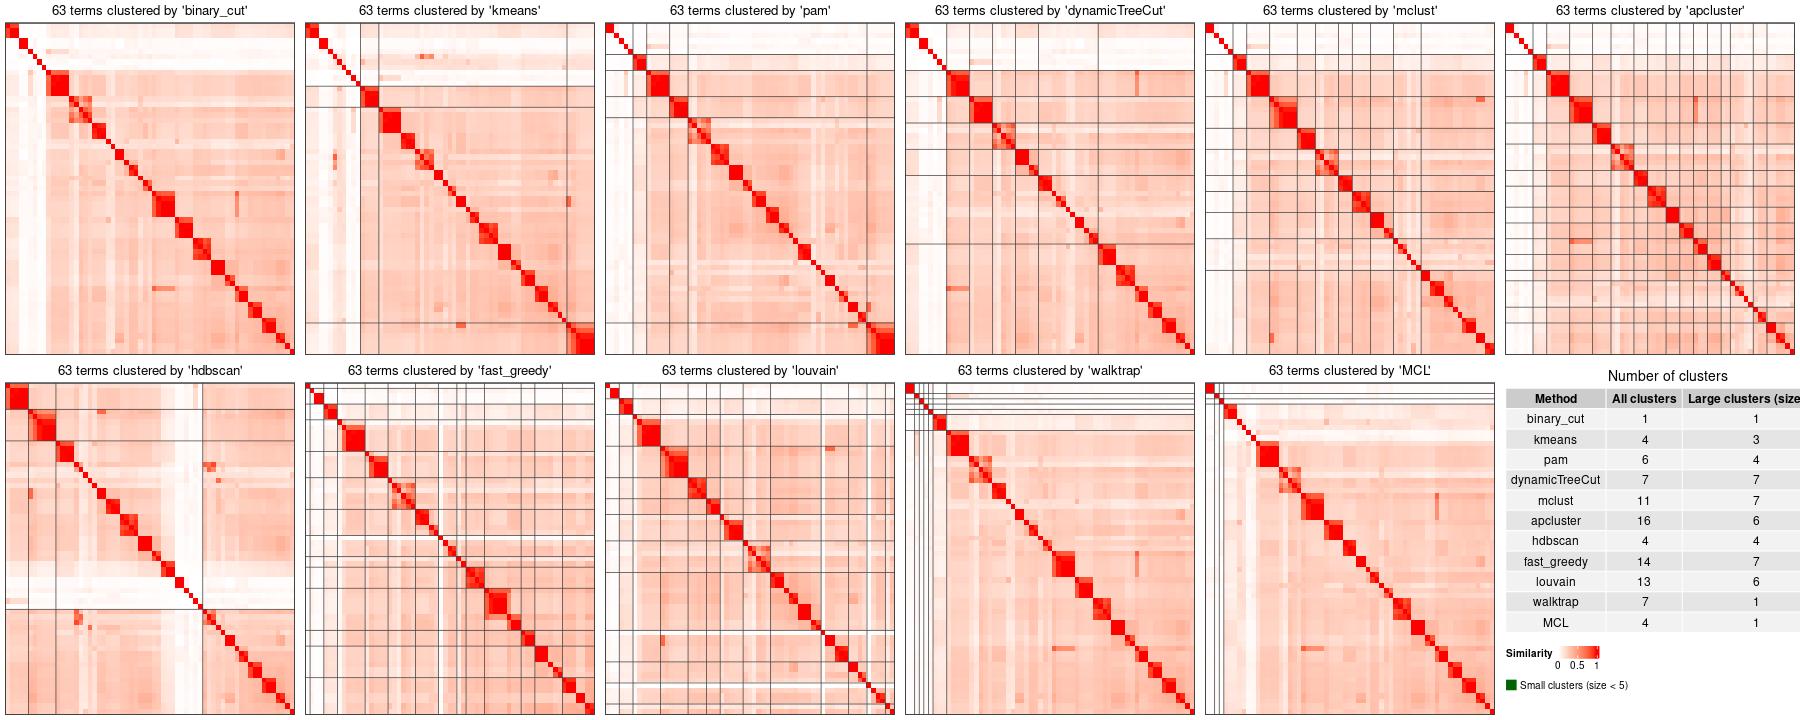 63 terms clustered by 'binary_cut'
63 terms clustered by 'kmeans'
63 terms clustered by 'pam'
63 terms clustered by 'dynamicTreeCut'
63 terms clustered by 'mclust'
63 terms clustered by 'apcluster'
63 terms clustered by 'hdbscan'
63 terms clustered by 'fast_greedy'
63 terms clustered by 'louvain'
63 terms clustered by 'walktrap'
63 terms clustered by 'MCL'
Number of clusters
Method All clusters Large clusters (size
binary_cut 1 1
kmeans 4 3
pam 6 4
dynamicTreeCut 7 7
mclust 11 7
apcluster 16 6
hdbscan 4 4
fast_greedy 14 7
louvain 13 6
walktrap 7 1
MCL 4 1
Similarity
0 0.5 1
Small clusters (size < 5)